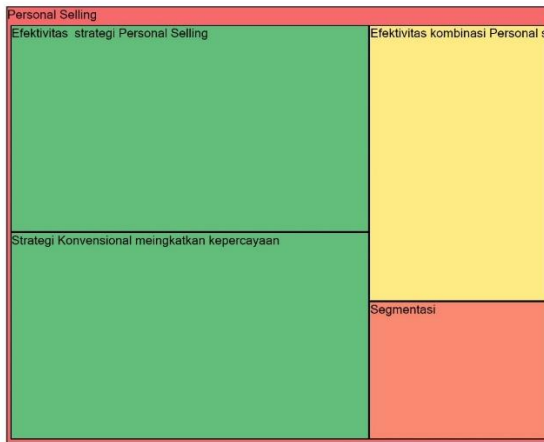 Personal Selling
Efektivitas strategi Personal Selling
Efektivitas kombinasi Personal s
Strategi Konvensional meingkatkan kepercayaan
Segmentasi